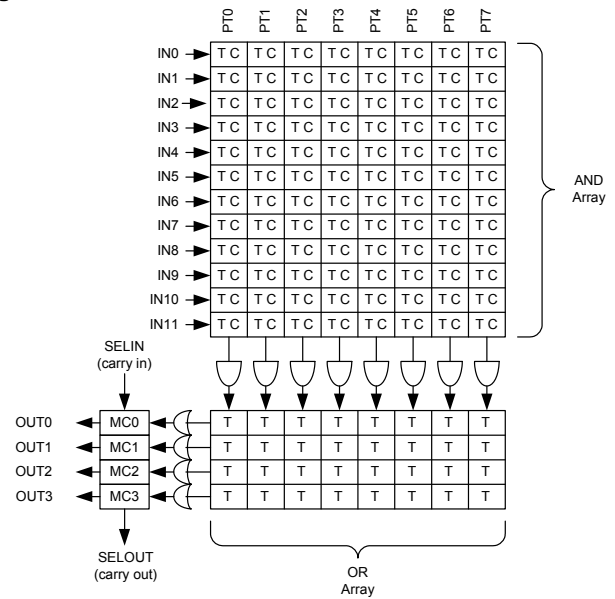 PT0 PT1 PT2 PT3 PT4 PT5 PT6 PT7
IN0 T C T C T C T C T C T C T C T C
IN1 T C T C T C T C T C T C T C T C
IN2 T C T C T C T C T C T C T C T C
IN3 T C T C T C T C T C T C T C T C
IN4 T C T C T C T C T C T C T C T C
IN5 T C T C T C T C T C T C T C T C
IN6 T C T C T C T C T C T C T C T C
IN7 T C T C T C T C T C T C T C T C
IN8 T C T C T C T C T C T C T C T C
IN9 T C T C T C T C T C T C T C T C
IN10 T C T C T C T C T C T C T C T C
IN11 T C T C T C T C T C T C T C T C
AND
Array
SELIN
(carry in)
OUT0 MC0 T T T T T T T T
OUT1 MC1 T T T T T T T T
OUT2 MC2 T T T T T T T T
OUT3 MC3 T T T T T T T T
SELOUT
(carry out)
OR
Array